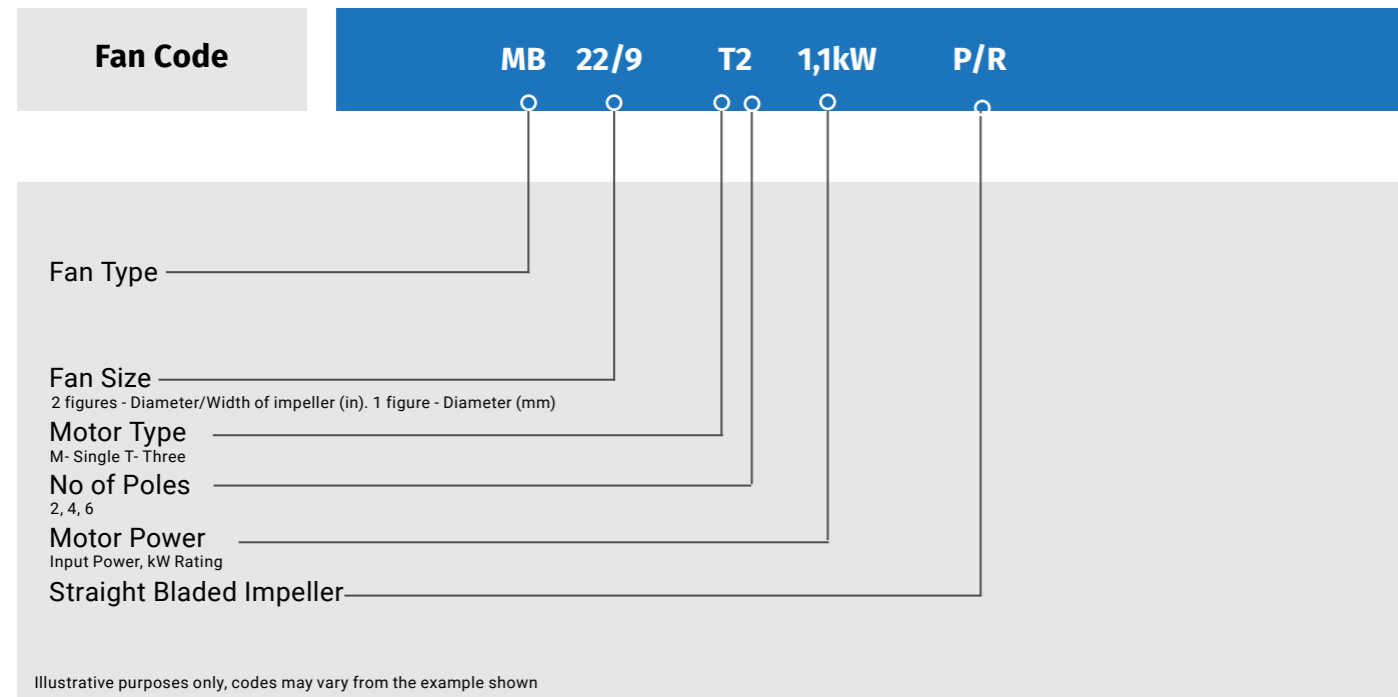 Fan Code
MB 22/9 T2 1,1kW P/R
Fan Type
Fan Size
2 figures - Diameter/Width of impeller (in). 1 figure - Diameter (mm)
Motor Type
M- Single T- Three
No of Poles
2, 4, 6
Motor Power
Input Power, kW Rating
Straight Bladed Impeller
Illustrative purposes only, codes may vary from the example shown